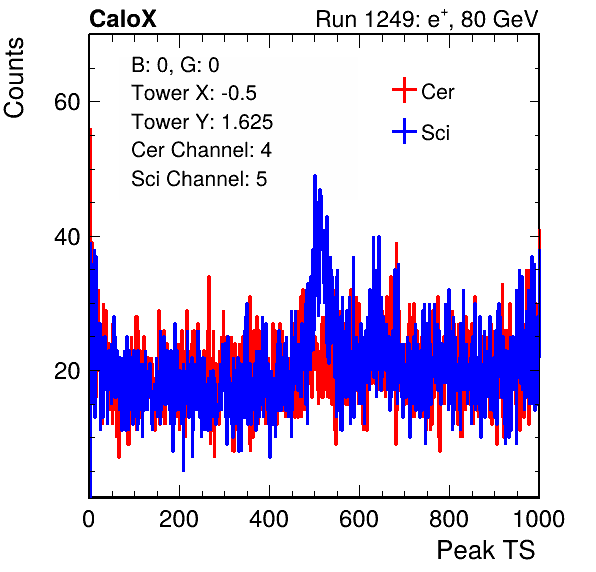 CaloX Run 1249: e⁺, 80 GeV
Counts
B: 0, G: 0
Tower X: -0.5
Tower Y: 1.625
Cer Channel: 4
Sci Channel: 5
Cer
Sci
60
40
20
0 200 400 600 800 1000
Peak TS